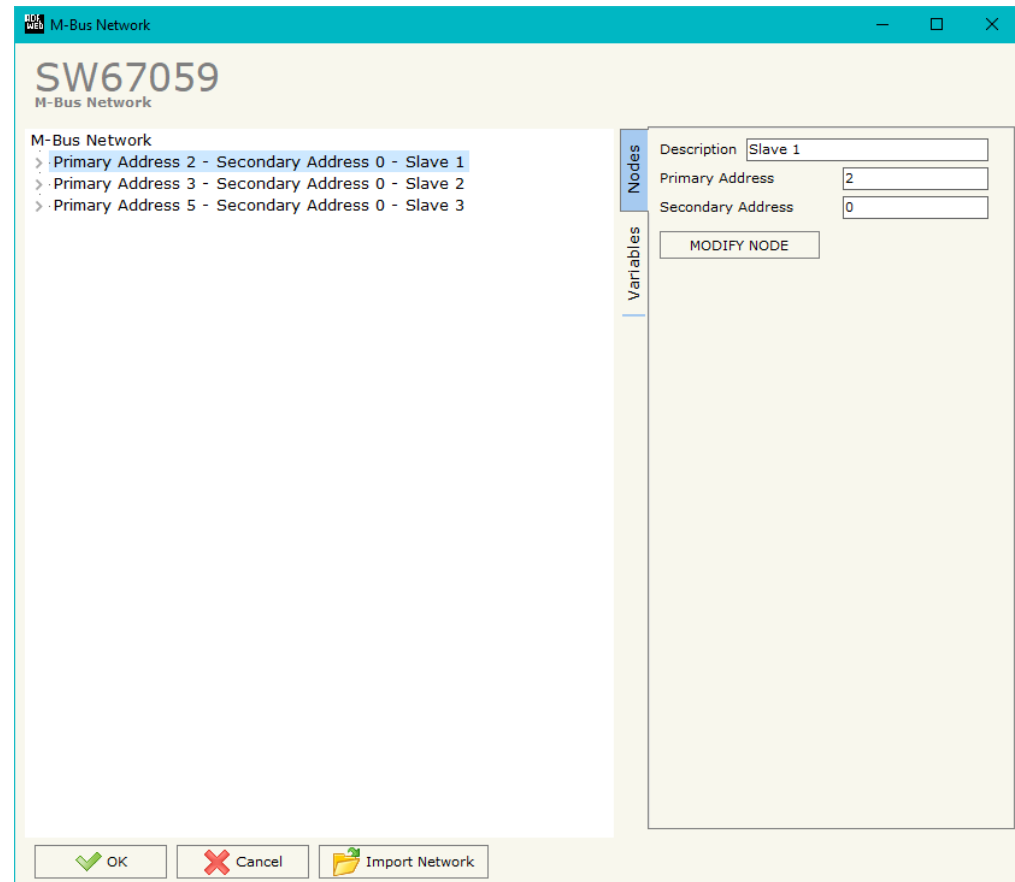 ADF
WEB
M-Bus Network
SW67059
M-Bus Network
M-Bus Network
Primary Address 2 - Secondary Address 0 - Slave 1
Primary Address 3 - Secondary Address 0 - Slave 2
Primary Address 5 - Secondary Address 0 - Slave 3
Nodes
Variables
Description Slave 1
Primary Address 2
Secondary Address 0
MODIFY NODE
OK
Cancel
Import Network